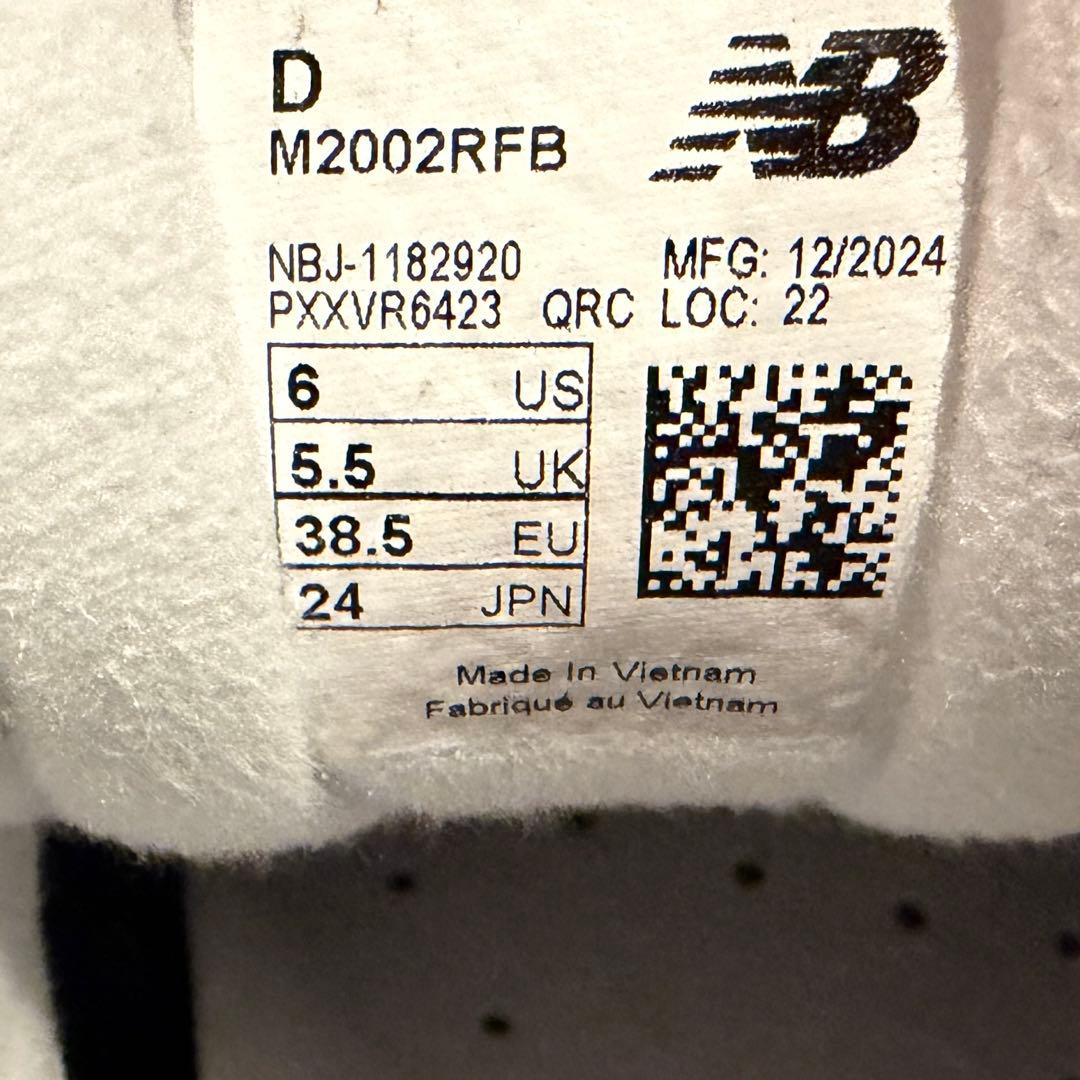 D
NB
M2002RFB
NBJ-1182920 MFG: 12/2024
PXXVR6423 QRC LOC: 22
6 US
5.5 UK
38.5 EU
24 JPN
Made In Vietnam
Fabriqué au Vietnam